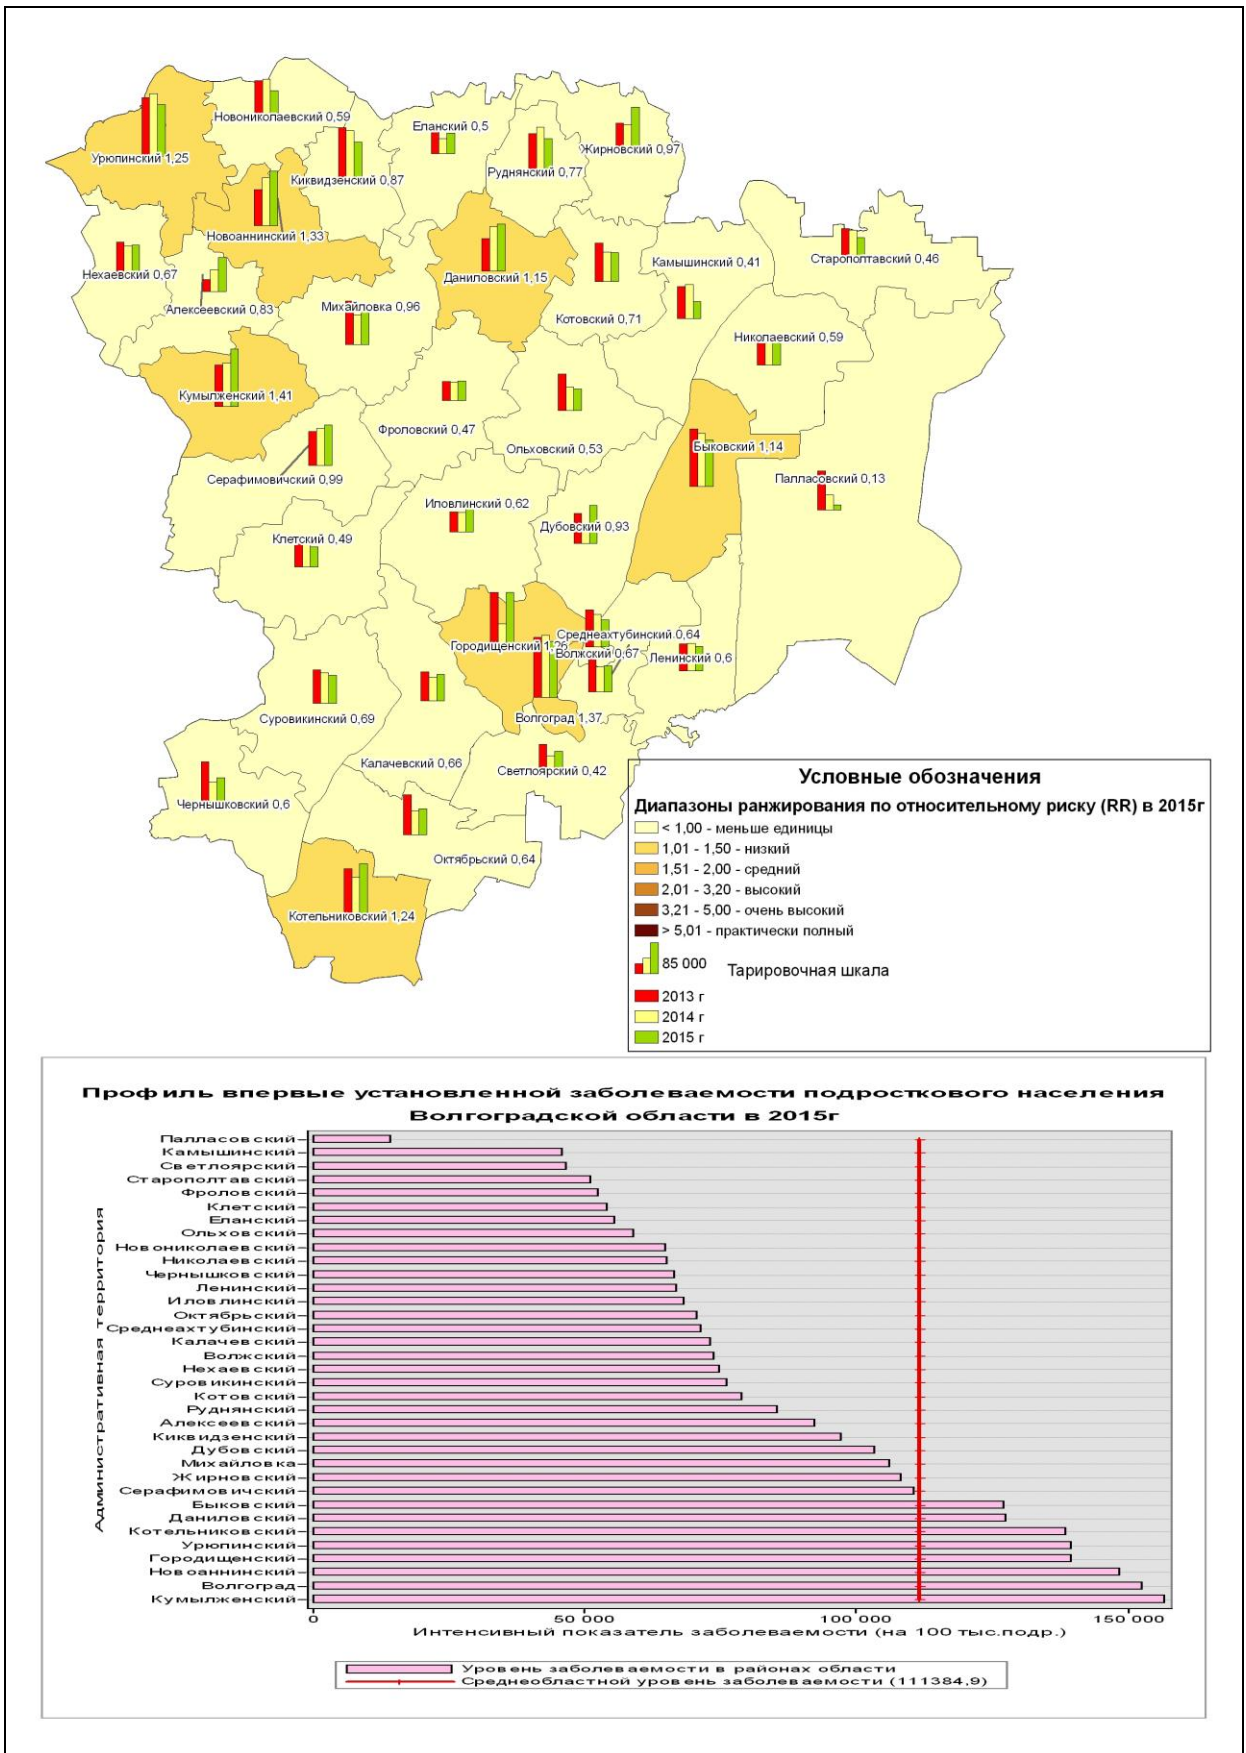 Новониколаевский 0,59
Еланский 0,5
Жирновский 0,97
Урюпинский 1,25
Киквидзенский 0,87
Руднянский 0,77
Новоаннинский 1,33
Нехаевский 0,67
Даниловский 1,15
Камышинский 0,41
Старополтавский 0,46
Алексеевский 0,83
Михайловка 0,96
Котовский 0,71
Николаевский 0,59
Кумылженский 1,41
Фроловский 0,47
Ольховский 0,53
Быковский 1,14
Серафимовичский 0,99
Палласовский 0,13
Иловлинский 0,62
Дубовский 0,93
Клетский 0,49
Среднеахтубинский 0,64
Городищенский 1,26
Волжский 0,67
Ленинский 0,6
Суровикинский 0,69
Волгоград 1,37
Калачевский 0,66
Светлоярский 0,42
Чернышковский 0,6
Октябрьский 0,64
Котельниковский 1,24
Условные обозначения
Диапазоны ранжирования по относительному риску (RR) в 2015г
< 1,00 - меньше единицы
1,01 - 1,50 - низкий
1,51 - 2,00 - средний
2,01 - 3,20 - высокий
3,21 - 5,00 - очень высокий
> 5,01 - практически полный
85 000 Тарировочная шкала
2013 г
2014 г
2015 г
Профиль впервые установленной заболеваемости подросткового населения
Волгоградской области в 2015г
Административная территория
Палласовский
Камышинский
Светлоярский
Старополтавский
Фроловский
Клетский
Еланский
Ольховский
Новониколаевский
Николаевский
Чернышковский
Ленинский
Иловлинский
Октябрьский
Среднеахтубинский
Калачевский
Волжский
Нехаевский
Суровикинский
Котовский
Руднянский
Алексеевский
Киквидзенский
Дубовский
Михайловка
Жирновский
Серафимовичский
Быковский
Даниловский
Котельниковский
Урюпинский
Городищенский
Новоаннинский
Волгоград
Кумылженский
0 50 000 100 000 150 000
Интенсивный показатель заболеваемости (на 100 тыс.подр.)
Уровень заболеваемости в районах области
Среднеобластной уровень заболеваемости (111384,9)